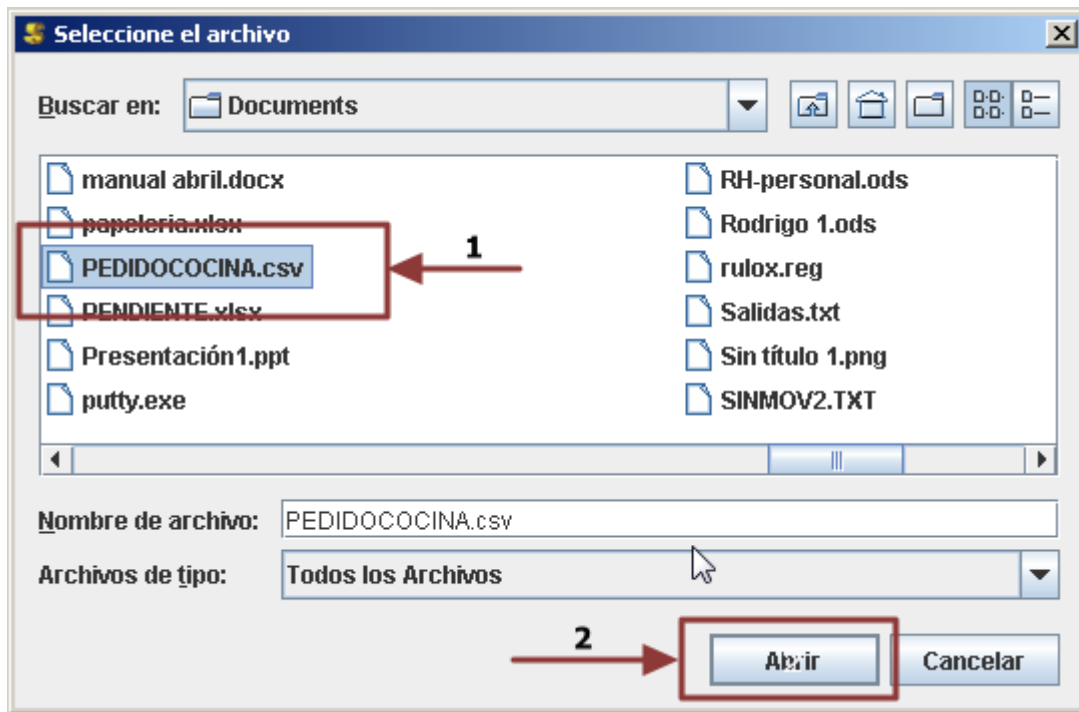 Seleccione el archivo
Buscar en: Documents
manual abril.docx
RH-personal.ods
papeleria.xlsx
Rodrigo 1.ods
PEDIDOCOCINA.csv
1
rulox.reg
PENDIENTE.xlsx
Salidas.txt
Presentación1.ppt
Sin título 1.png
putty.exe
SINMOV2.TXT
Nombre de archivo: PEDIDOCOCINA.csv
Archivos de tipo: Todos los Archivos
2
Abrir Cancelar